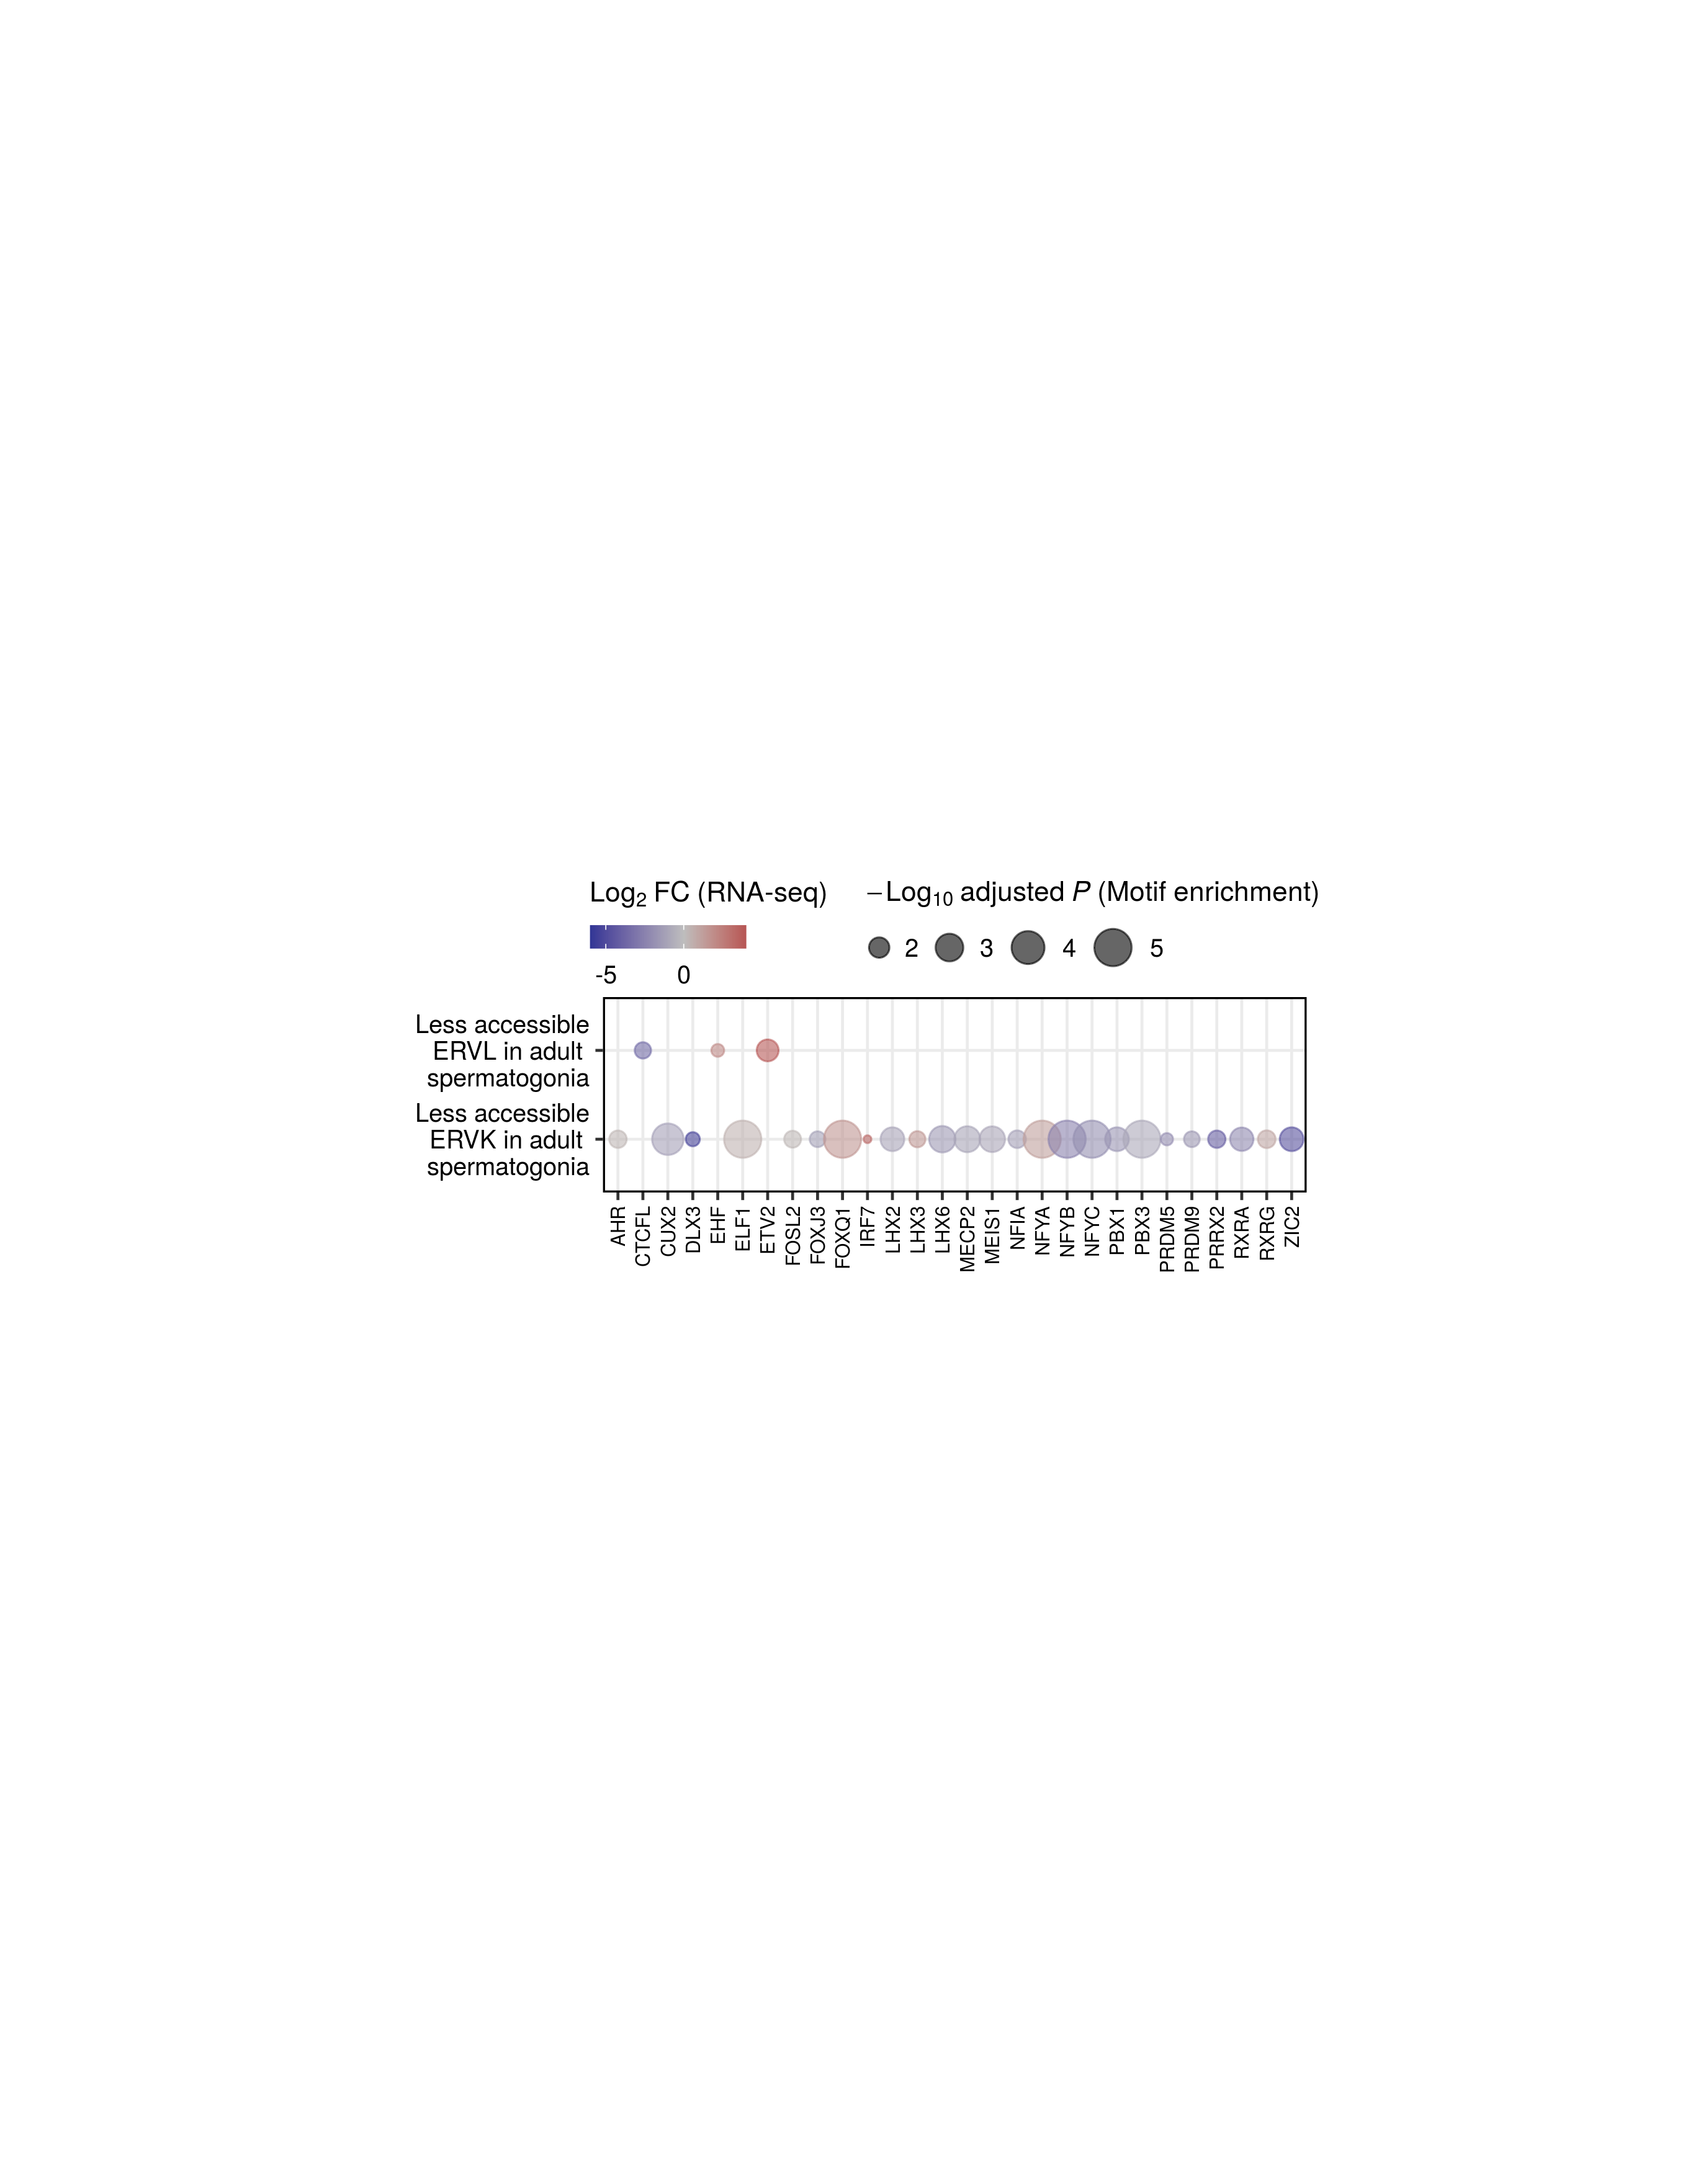 Log2 FC (RNA-seq)
−Log10 adjusted P (Motif enrichment)
-5 0
2 3 4 5
Less accessible
ERVL in adult
spermatogonia
Less accessible
ERVK in adult
spermatogonia
AHR
CTCFL
CUX2
DLX3
EHF
ELF1
ETV2
FOSL2
FOXJ3
FOXQ1
IRF7
LHX2
LHX3
LHX6
MECP2
MEIS1
NFIA
NFYA
NFYB
NFYC
PBX1
PBX3
PRDM5
PRDM9
PRRX2
RXRA
RXRG
ZIC2